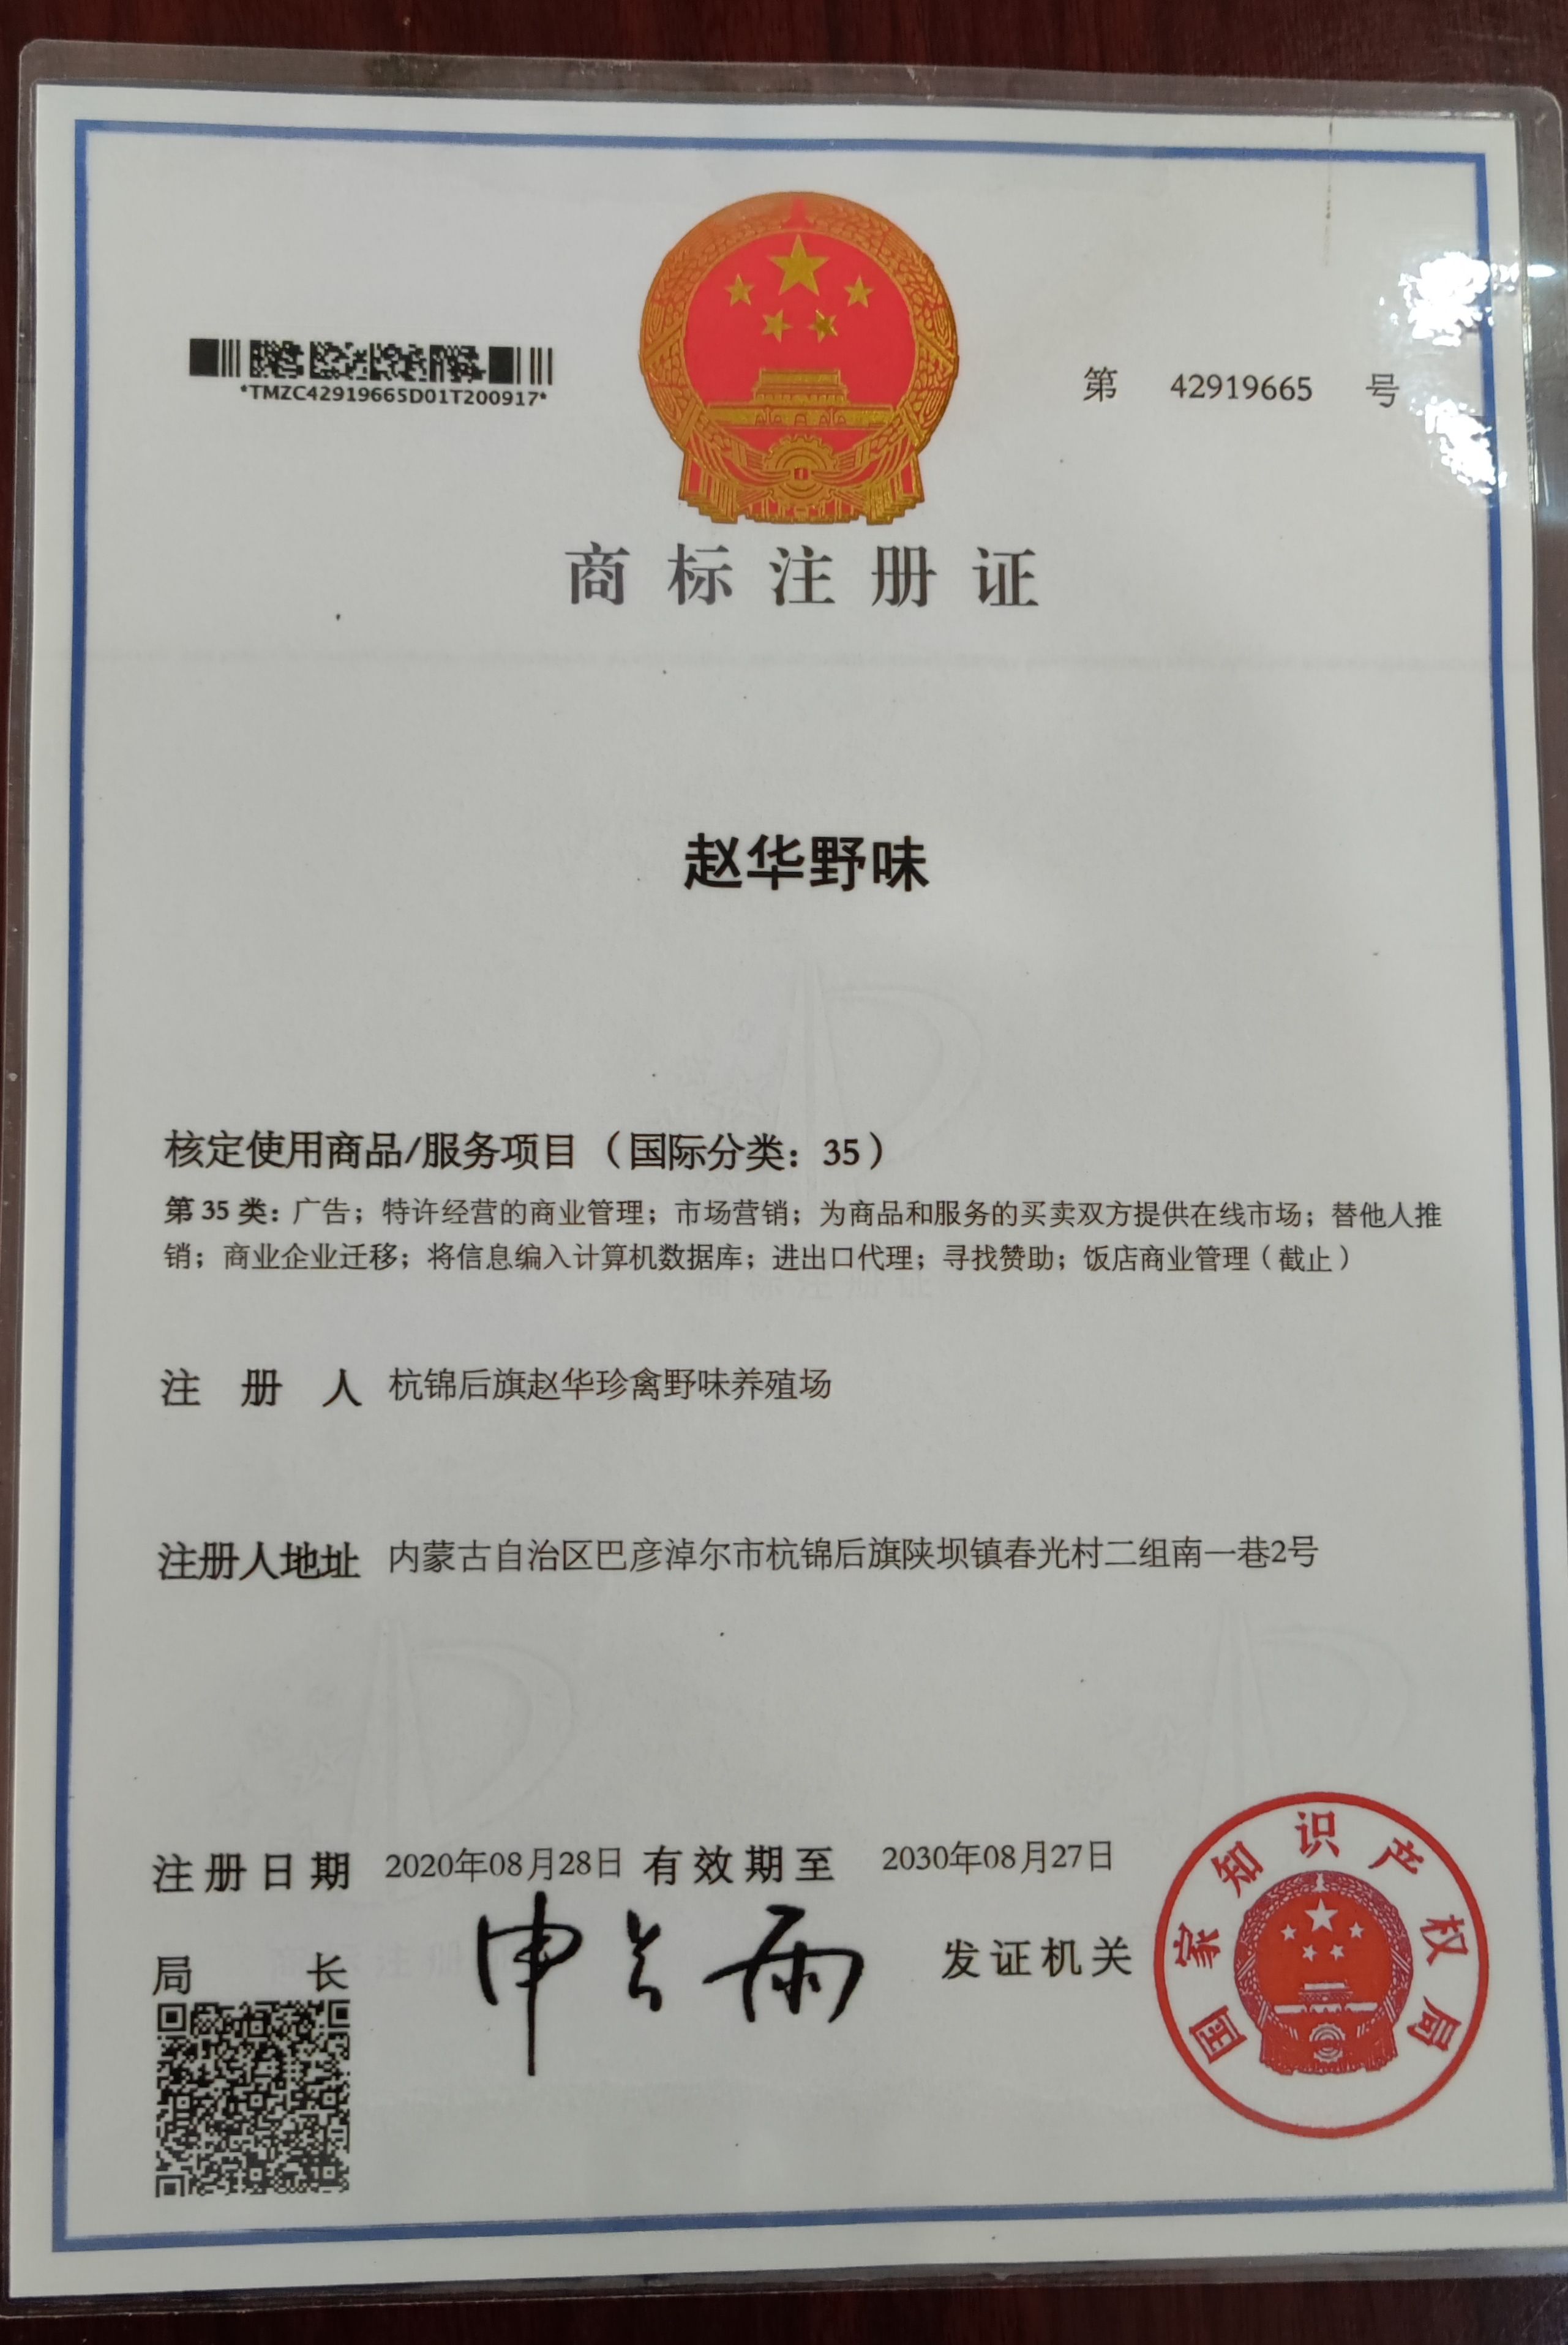 *TMZC42919665D01T200917*
第 42919665 号
商标注册证
赵华野味
核定使用商品/服务项目（国际分类：35）
第 35 类：广告；特许经营的商业管理；市场营销；为商品和服务的买卖双方提供在线市场；替他人推
销；商业企业迁移；将信息编入计算机数据库；进出口代理；寻找赞助；饭店商业管理（截止）
注册人 杭锦后旗赵华珍禽野味养殖场
注册人地址 内蒙古自治区巴彦淖尔市杭锦后旗陕坝镇春光村二组南一巷2号
注册日期 2020年08月28日 有效期至 2030年08月27日
局长 申长雨 发证机关
国家知识产权局